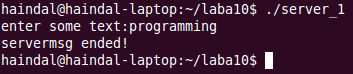 haindal@haindal-laptop:~/laba10$ ./server_1
enter some text:programming
servermsg ended!
haindal@haindal-laptop:~/laba10$